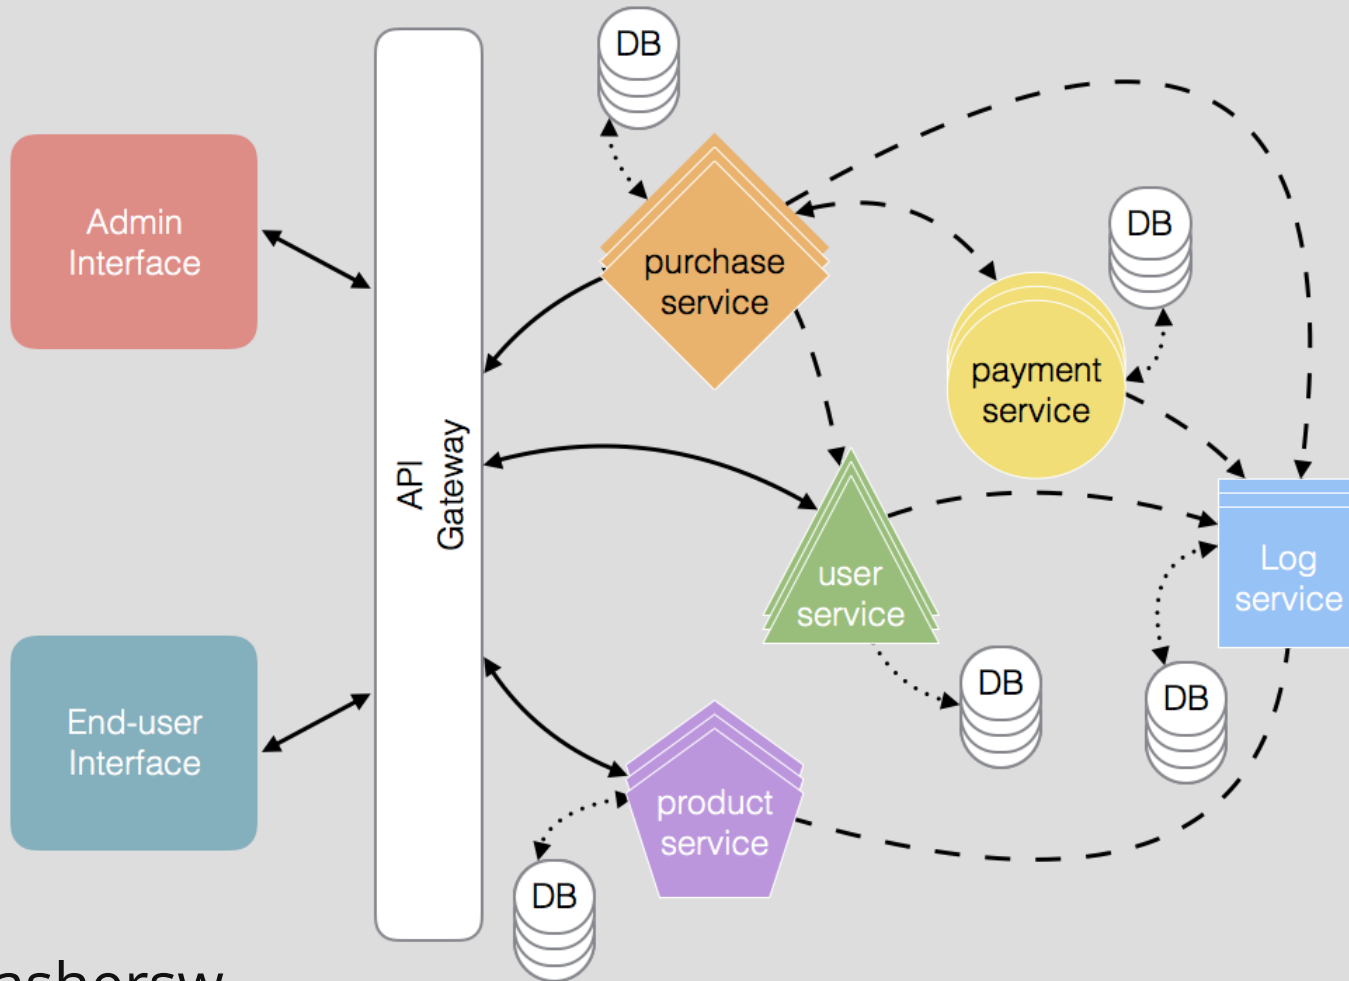 DB
Admin
Interface
purchase
service
DB
payment
service
API
Gateway
Log
service
user
service
End-user
Interface
DB
DB
product
service
DB
ashersw